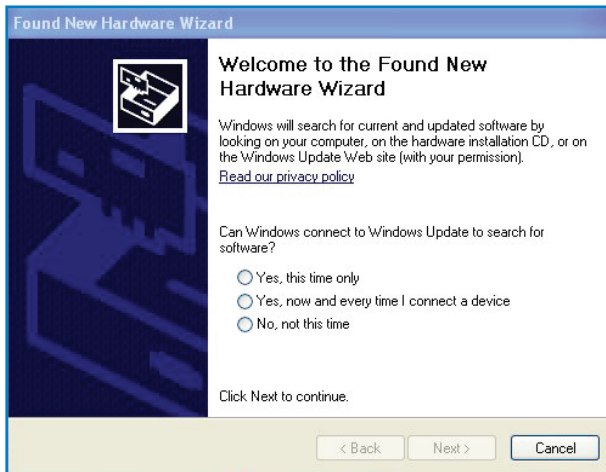 Found New Hardware Wizard
Welcome to the Found New
Hardware Wizard
Windows will search for current and updated software by
looking on your computer, on the hardware installation CD, or on
the Windows Update Web site (with your permission).
Read our privacy policy
Can Windows connect to Windows Update to search for
software?
Yes, this time only
Yes, now and every time I connect a device
No, not this time
Click Next to continue.
< Back
Next >
Cancel